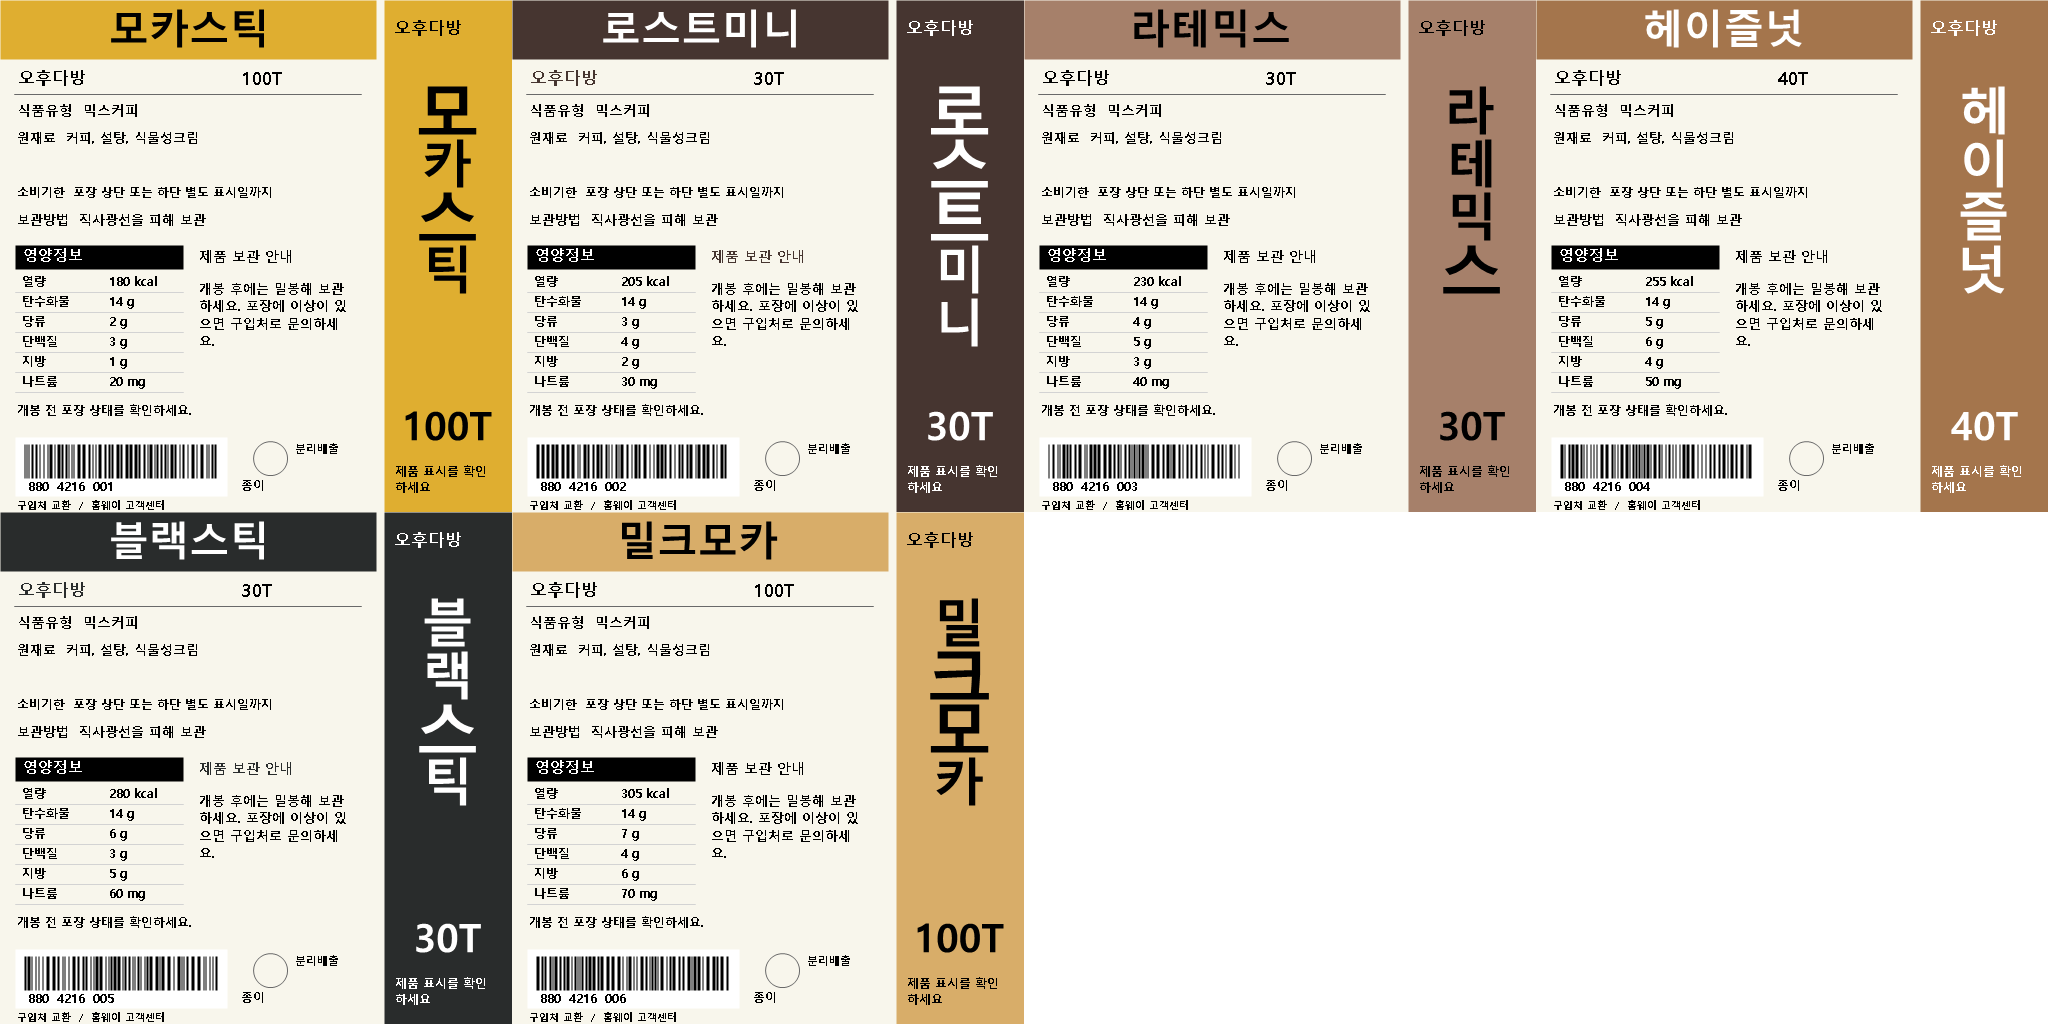 모카스틱
오후다방 100T
식품유형 믹스커피
원재료 커피, 설탕, 식물성크림
소비기한 포장 상단 또는 하단 별도 표시일까지
보관방법 직사광선을 피해 보관
영양정보
열량 180 kcal
탄수화물 14 g
당류 2 g
단백질 3 g
지방 1 g
나트륨 20 mg
제품 보관 안내
개봉 후에는 밀봉해 보관
하세요. 포장에 이상이 있
으면 구입처로 문의하세
요.
개봉 전 포장 상태를 확인하세요.
880 4216 001
분리배출
종이
구입처 교환 / 홈웨이 고객센터
오후다방
모카스틱
100T
제품 표시를 확인
하세요
로스트미니
오후다방 30T
식품유형 믹스커피
원재료 커피, 설탕, 식물성크림
소비기한 포장 상단 또는 하단 별도 표시일까지
보관방법 직사광선을 피해 보관
영양정보
열량 205 kcal
탄수화물 14 g
당류 3 g
단백질 4 g
지방 2 g
나트륨 30 mg
제품 보관 안내
개봉 후에는 밀봉해 보관
하세요. 포장에 이상이 있
으면 구입처로 문의하세
요.
개봉 전 포장 상태를 확인하세요.
880 4216 002
분리배출
종이
구입처 교환 / 홈웨이 고객센터
오후다방
로스트미니
30T
제품 표시를 확인
하세요
라테믹스
오후다방 30T
식품유형 믹스커피
원재료 커피, 설탕, 식물성크림
소비기한 포장 상단 또는 하단 별도 표시일까지
보관방법 직사광선을 피해 보관
영양정보
열량 230 kcal
탄수화물 14 g
당류 4 g
단백질 5 g
지방 3 g
나트륨 40 mg
제품 보관 안내
개봉 후에는 밀봉해 보관
하세요. 포장에 이상이 있
으면 구입처로 문의하세
요.
개봉 전 포장 상태를 확인하세요.
880 4216 003
분리배출
종이
구입처 교환 / 홈웨이 고객센터
오후다방
라테믹스
30T
제품 표시를 확인
하세요
헤이즐넛
오후다방 40T
식품유형 믹스커피
원재료 커피, 설탕, 식물성크림
소비기한 포장 상단 또는 하단 별도 표시일까지
보관방법 직사광선을 피해 보관
영양정보
열량 255 kcal
탄수화물 14 g
당류 5 g
단백질 6 g
지방 4 g
나트륨 50 mg
제품 보관 안내
개봉 후에는 밀봉해 보관
하세요. 포장에 이상이 있
으면 구입처로 문의하세
요.
개봉 전 포장 상태를 확인하세요.
880 4216 004
분리배출
종이
구입처 교환 / 홈웨이 고객센터
오후다방
헤이즐넛
40T
제품 표시를 확인
하세요
블랙스틱
오후다방 30T
식품유형 믹스커피
원재료 커피, 설탕, 식물성크림
소비기한 포장 상단 또는 하단 별도 표시일까지
보관방법 직사광선을 피해 보관
영양정보
열량 280 kcal
탄수화물 14 g
당류 6 g
단백질 3 g
지방 5 g
나트륨 60 mg
제품 보관 안내
개봉 후에는 밀봉해 보관
하세요. 포장에 이상이 있
으면 구입처로 문의하세
요.
개봉 전 포장 상태를 확인하세요.
880 4216 005
분리배출
종이
구입처 교환 / 홈웨이 고객센터
오후다방
블랙스틱
30T
제품 표시를 확인
하세요
밀크모카
오후다방 100T
식품유형 믹스커피
원재료 커피, 설탕, 식물성크림
소비기한 포장 상단 또는 하단 별도 표시일까지
보관방법 직사광선을 피해 보관
영양정보
열량 305 kcal
탄수화물 14 g
당류 7 g
단백질 4 g
지방 6 g
나트륨 70 mg
제품 보관 안내
개봉 후에는 밀봉해 보관
하세요. 포장에 이상이 있
으면 구입처로 문의하세
요.
개봉 전 포장 상태를 확인하세요.
880 4216 006
분리배출
종이
구입처 교환 / 홈웨이 고객센터
오후다방
밀크모카
100T
제품 표시를 확인
하세요